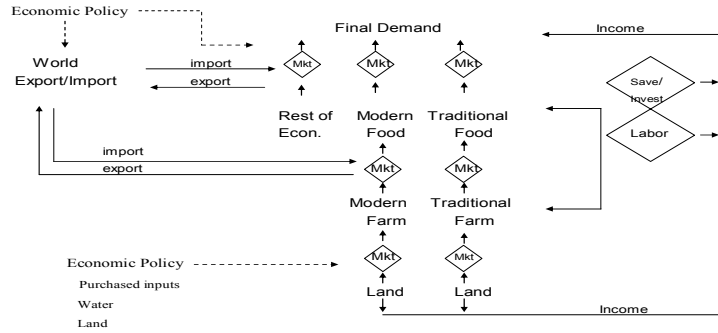 Economic Policy
Final Demand
Income
World
Export/Import
import
export
Mkt
Mkt
Mkt
Save/
Invest
Rest of
Econ.
Modern
Food
Traditional
Food
Labor
import
export
Mkt
Mkt
Modern
Farm
Traditional
Farm
Economic Policy
Mkt
Mkt
Purchased inputs
Water
Land
Land
Land
Income